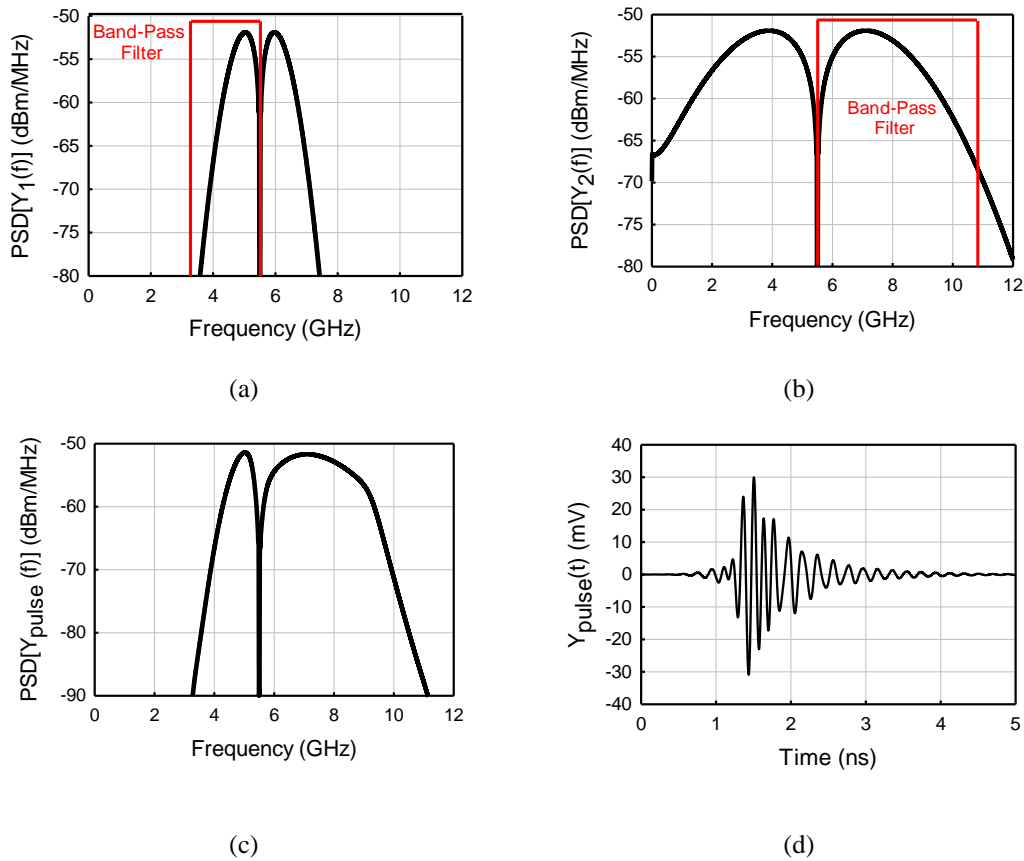 -50
-55
-60
-65
-70
-75
-80
0 2 4 6 8 10 12
PSD[Y1(f)] (dBm/MHz)
Frequency (GHz)
Band-Pass
Filter
(a)
-50
-55
-60
-65
-70
-75
-80
0 2 4 6 8 10 12
PSD[Y2(f)] (dBm/MHz)
Frequency (GHz)
Band-Pass
Filter
(b)
-50
-60
-70
-80
-90
0 2 4 6 8 10 12
PSD[Ypulse (f)] (dBm/MHz)
Frequency (GHz)
(c)
40
30
20
10
0
-10
-20
-30
-40
0 1 2 3 4 5
Ypulse(t) (mV)
Time (ns)
(d)